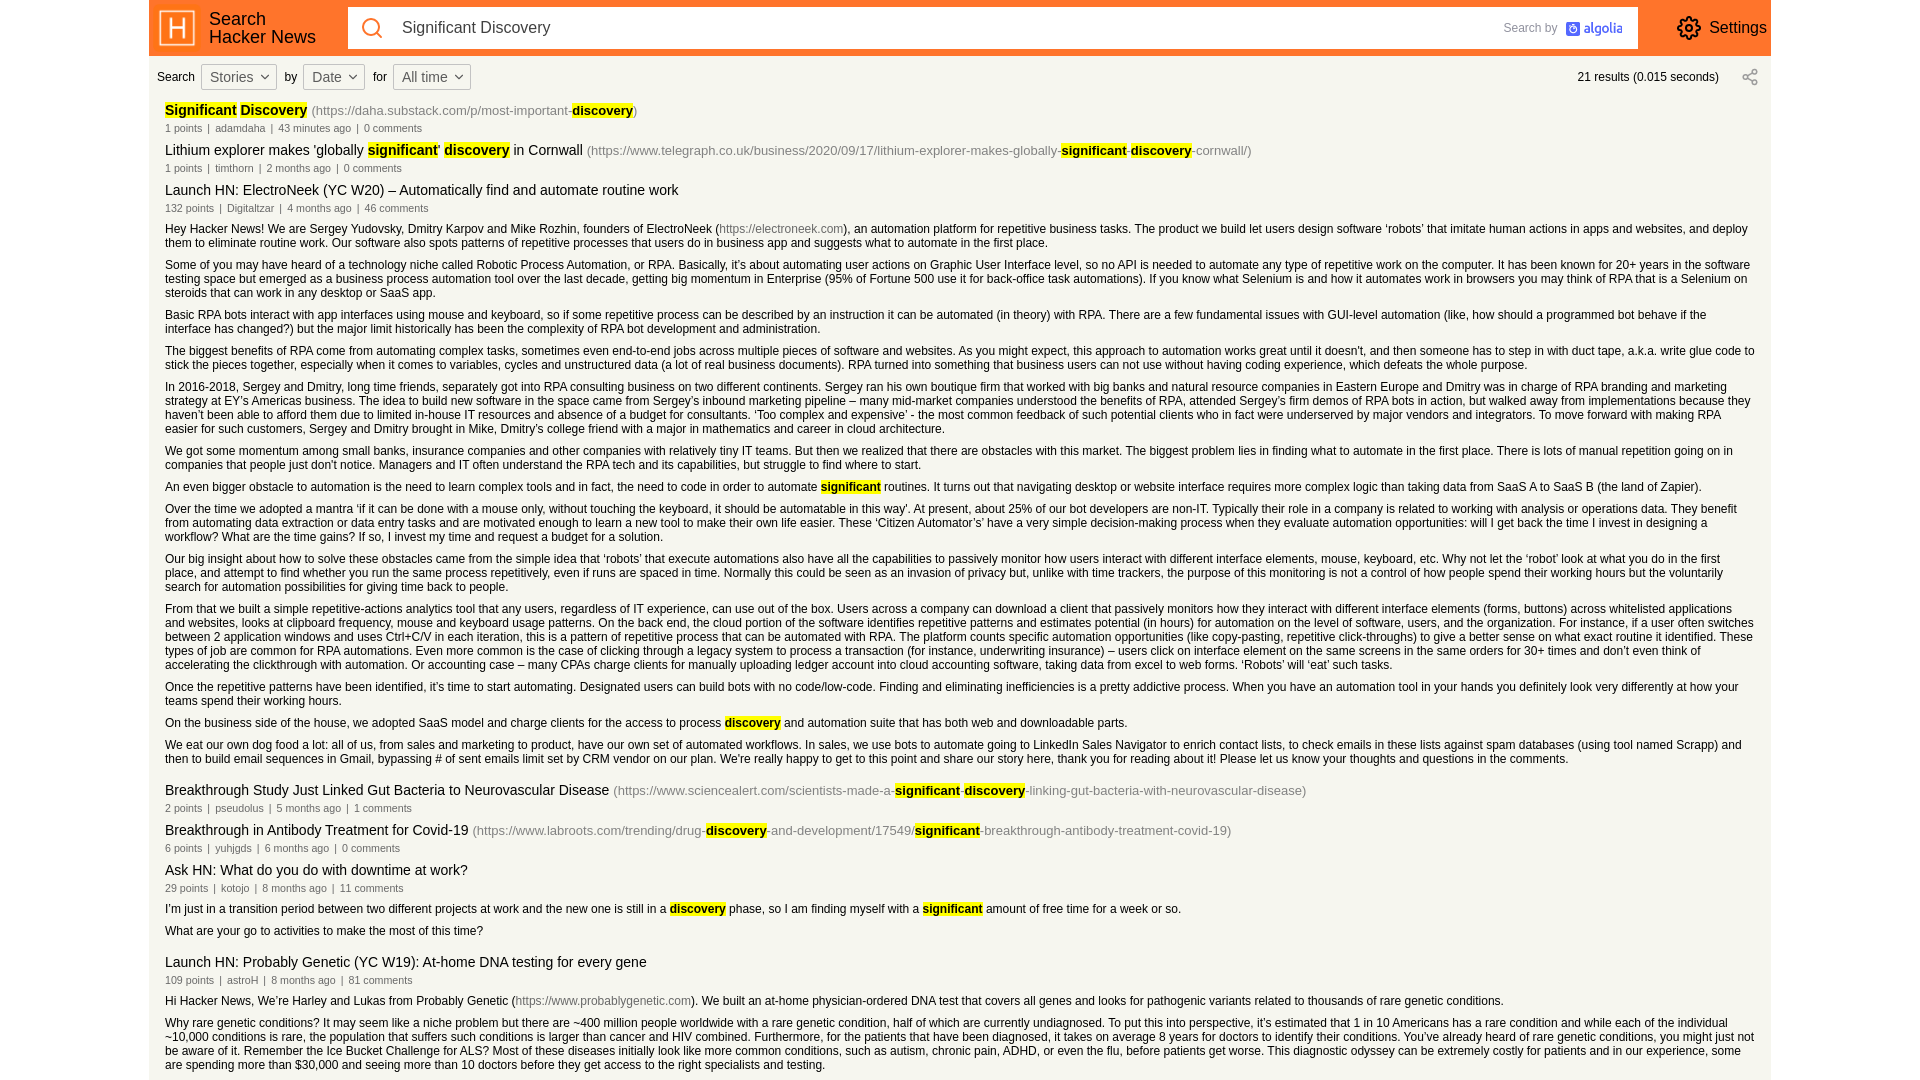 H
Search
Hacker News
Significant Discovery
Search by algolia
Settings
Search Stories by Date for All time
21 results (0.015 seconds)
Significant Discovery (https://daha.substack.com/p/most-important-discovery)
1 points | adamdaha | 43 minutes ago | 0 comments
Lithium explorer makes 'globally significant' discovery in Cornwall (https://www.telegraph.co.uk/business/2020/09/17/lithium-explorer-makes-globally-significant-discovery-cornwall/)
1 points | timthorn | 2 months ago | 0 comments
Launch HN: ElectroNeek (YC W20) – Automatically find and automate routine work
132 points | Digitaltzar | 4 months ago | 46 comments
Hey Hacker News! We are Sergey Yudovsky, Dmitry Karpov and Mike Rozhin, founders of ElectroNeek (https://electroneek.com), an automation platform for repetitive business tasks. The product we build let users design software ‘robots’ that imitate human actions in apps and websites, and deploy
them to eliminate routine work. Our software also spots patterns of repetitive processes that users do in business app and suggests what to automate in the first place.
Some of you may have heard of a technology niche called Robotic Process Automation, or RPA. Basically, it’s about automating user actions on Graphic User Interface level, so no API is needed to automate any type of repetitive work on the computer. It has been known for 20+ years in the software
testing space but emerged as a business process automation tool over the last decade, getting big momentum in Enterprise (95% of Fortune 500 use it for back-office task automations). If you know what Selenium is and how it automates work in browsers you may think of RPA that is a Selenium on
steroids that can work in any desktop or SaaS app.
Basic RPA bots interact with app interfaces using mouse and keyboard, so if some repetitive process can be described by an instruction it can be automated (in theory) with RPA. There are a few fundamental issues with GUI-level automation (like, how should a programmed bot behave if the
interface has changed?) but the major limit historically has been the complexity of RPA bot development and administration.
The biggest benefits of RPA come from automating complex tasks, sometimes even end-to-end jobs across multiple pieces of software and websites. As you might expect, this approach to automation works great until it doesn't, and then someone has to step in with duct tape, a.k.a. write glue code to
stick the pieces together, especially when it comes to variables, cycles and unstructured data (a lot of real business documents). RPA turned into something that business users can not use without having coding experience, which defeats the whole purpose.
In 2016-2018, Sergey and Dmitry, long time friends, separately got into RPA consulting business on two different continents. Sergey ran his own boutique firm that worked with big banks and natural resource companies in Eastern Europe and Dmitry was in charge of RPA branding and marketing
strategy at EY’s Americas business. The idea to build new software in the space came from Sergey’s inbound marketing pipeline – many mid-market companies understood the benefits of RPA, attended Sergey’s firm demos of RPA bots in action, but walked away from implementations because they
haven’t been able to afford them due to limited in-house IT resources and absence of a budget for consultants. ‘Too complex and expensive’ - the most common feedback of such potential clients who in fact were underserved by major vendors and integrators. To move forward with making RPA
easier for such customers, Sergey and Dmitry brought in Mike, Dmitry’s college friend with a major in mathematics and career in cloud architecture.
We got some momentum among small banks, insurance companies and other companies with relatively tiny IT teams. But then we realized that there are obstacles with this market. The biggest problem lies in finding what to automate in the first place. There is lots of manual repetition going on in
companies that people just don't notice. Managers and IT often understand the RPA tech and its capabilities, but struggle to find where to start.
An even bigger obstacle to automation is the need to learn complex tools and in fact, the need to code in order to automate significant routines. It turns out that navigating desktop or website interface requires more complex logic than taking data from SaaS A to SaaS B (the land of Zapier).
Over the time we adopted a mantra ‘if it can be done with a mouse only, without touching the keyboard, it should be automatable in this way’. At present, about 25% of our bot developers are non-IT. Typically their role in a company is related to working with analysis or operations data. They benefit
from automating data extraction or data entry tasks and are motivated enough to learn a new tool to make their own life easier. These ‘Citizen Automator’s’ have a very simple decision-making process when they evaluate automation opportunities: will I get back the time I invest in designing a
workflow? What are the time gains? If so, I invest my time and request a budget for a solution.
Our big insight about how to solve these obstacles came from the simple idea that ‘robots’ that execute automations also have all the capabilities to passively monitor how users interact with different interface elements, mouse, keyboard, etc. Why not let the ‘robot’ look at what you do in the first
place, and attempt to find whether you run the same process repetitively, even if runs are spaced in time. Normally this could be seen as an invasion of privacy but, unlike with time trackers, the purpose of this monitoring is not a control of how people spend their working hours but the voluntarily
search for automation possibilities for giving time back to people.
From that we built a simple repetitive-actions analytics tool that any users, regardless of IT experience, can use out of the box. Users across a company can download a client that passively monitors how they interact with different interface elements (forms, buttons) across whitelisted applications
and websites, looks at clipboard frequency, mouse and keyboard usage patterns. On the back end, the cloud portion of the software identifies repetitive patterns and estimates potential (in hours) for automation on the level of software, users, and the organization. For instance, if a user often switches
between 2 application windows and uses Ctrl+C/V in each iteration, this is a pattern of repetitive process that can be automated with RPA. The platform counts specific automation opportunities (like copy-pasting, repetitive click-throughs) to give a better sense on what exact routine it identified. These
types of job are common for RPA automations. Even more common is the case of clicking through a legacy system to process a transaction (for instance, underwriting insurance) – users click on interface element on the same screens in the same orders for 30+ times and don’t even think of
accelerating the clickthrough with automation. Or accounting case – many CPAs charge clients for manually uploading ledger account into cloud accounting software, taking data from excel to web forms. ‘Robots’ will ‘eat’ such tasks.
Once the repetitive patterns have been identified, it’s time to start automating. Designated users can build bots with no code/low-code. Finding and eliminating inefficiencies is a pretty addictive process. When you have an automation tool in your hands you definitely look very differently at how your
teams spend their working hours.
On the business side of the house, we adopted SaaS model and charge clients for the access to process discovery and automation suite that has both web and downloadable parts.
We eat our own dog food a lot: all of us, from sales and marketing to product, have our own set of automated workflows. In sales, we use bots to automate going to LinkedIn Sales Navigator to enrich contact lists, to check emails in these lists against spam databases (using tool named Scrapp) and
then to build email sequences in Gmail, bypassing # of sent emails limit set by CRM vendor on our plan. We're really happy to get to this point and share our story here, thank you for reading about it! Please let us know your thoughts and questions in the comments.
Breakthrough Study Just Linked Gut Bacteria to Neurovascular Disease (https://www.sciencealert.com/scientists-made-a-significant-discovery-linking-gut-bacteria-with-neurovascular-disease)
2 points | pseudolus | 5 months ago | 1 comments
Breakthrough in Antibody Treatment for Covid-19 (https://www.labroots.com/trending/drug-discovery-and-development/17549/significant-breakthrough-antibody-treatment-covid-19)
6 points | yuhjgds | 6 months ago | 0 comments
Ask HN: What do you do with downtime at work?
29 points | kotojo | 8 months ago | 11 comments
I’m just in a transition period between two different projects at work and the new one is still in a discovery phase, so I am finding myself with a significant amount of free time for a week or so.
What are your go to activities to make the most of this time?
Launch HN: Probably Genetic (YC W19): At-home DNA testing for every gene
109 points | astroH | 8 months ago | 81 comments
Hi Hacker News, We’re Harley and Lukas from Probably Genetic (https://www.probablygenetic.com). We built an at-home physician-ordered DNA test that covers all genes and looks for pathogenic variants related to thousands of rare genetic conditions.
Why rare genetic conditions? It may seem like a niche problem but there are ~400 million people worldwide with a rare genetic condition, half of which are currently undiagnosed. To put this into perspective, it’s estimated that 1 in 10 Americans has a rare condition and while each of the individual
~10,000 conditions is rare, the population that suffers such conditions is larger than cancer and HIV combined. Furthermore, for the patients that have been diagnosed, it takes on average 8 years for doctors to identify their conditions. You’ve already heard of rare genetic conditions, you might just not
be aware of it. Remember the Ice Bucket Challenge for ALS? Most of these diseases initially look like more common conditions, such as autism, chronic pain, ADHD, or even the flu, before patients get worse. This diagnostic odyssey can be extremely costly for patients and in our experience, some
are spending more than $30,000 and seeing more than 10 doctors before they get access to the right specialists and testing.